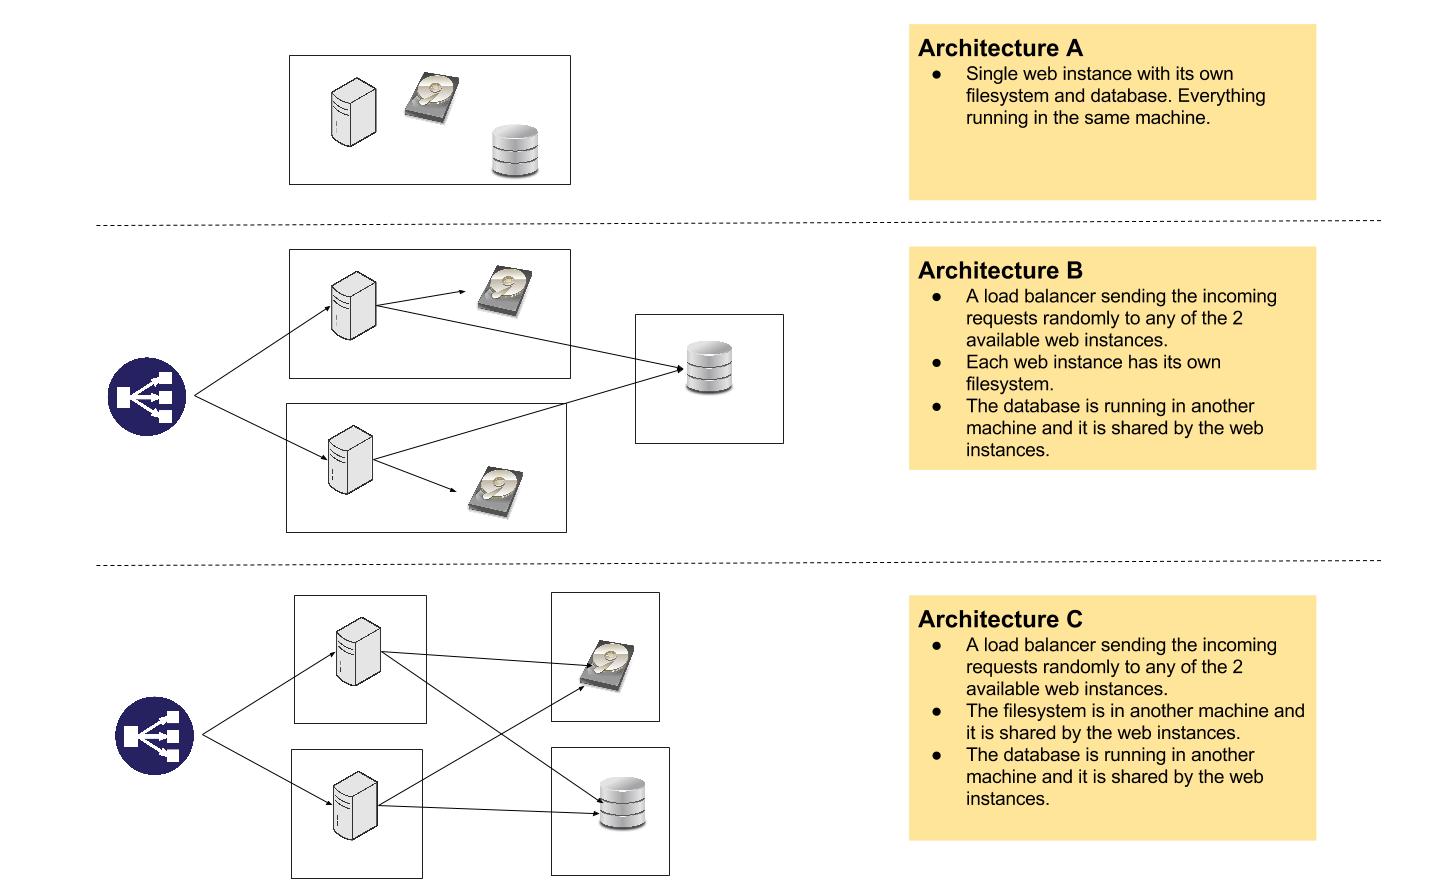 Architecture A
● Single web instance with its own
filesystem and database. Everything
running in the same machine.
Architecture B
● A load balancer sending the incoming
requests randomly to any of the 2
available web instances.
● Each web instance has its own
filesystem.
● The database is running in another
machine and it is shared by the web
instances.
Architecture C
● A load balancer sending the incoming
requests randomly to any of the 2
available web instances.
● The filesystem is in another machine and
it is shared by the web instances.
● The database is running in another
machine and it is shared by the web
instances.